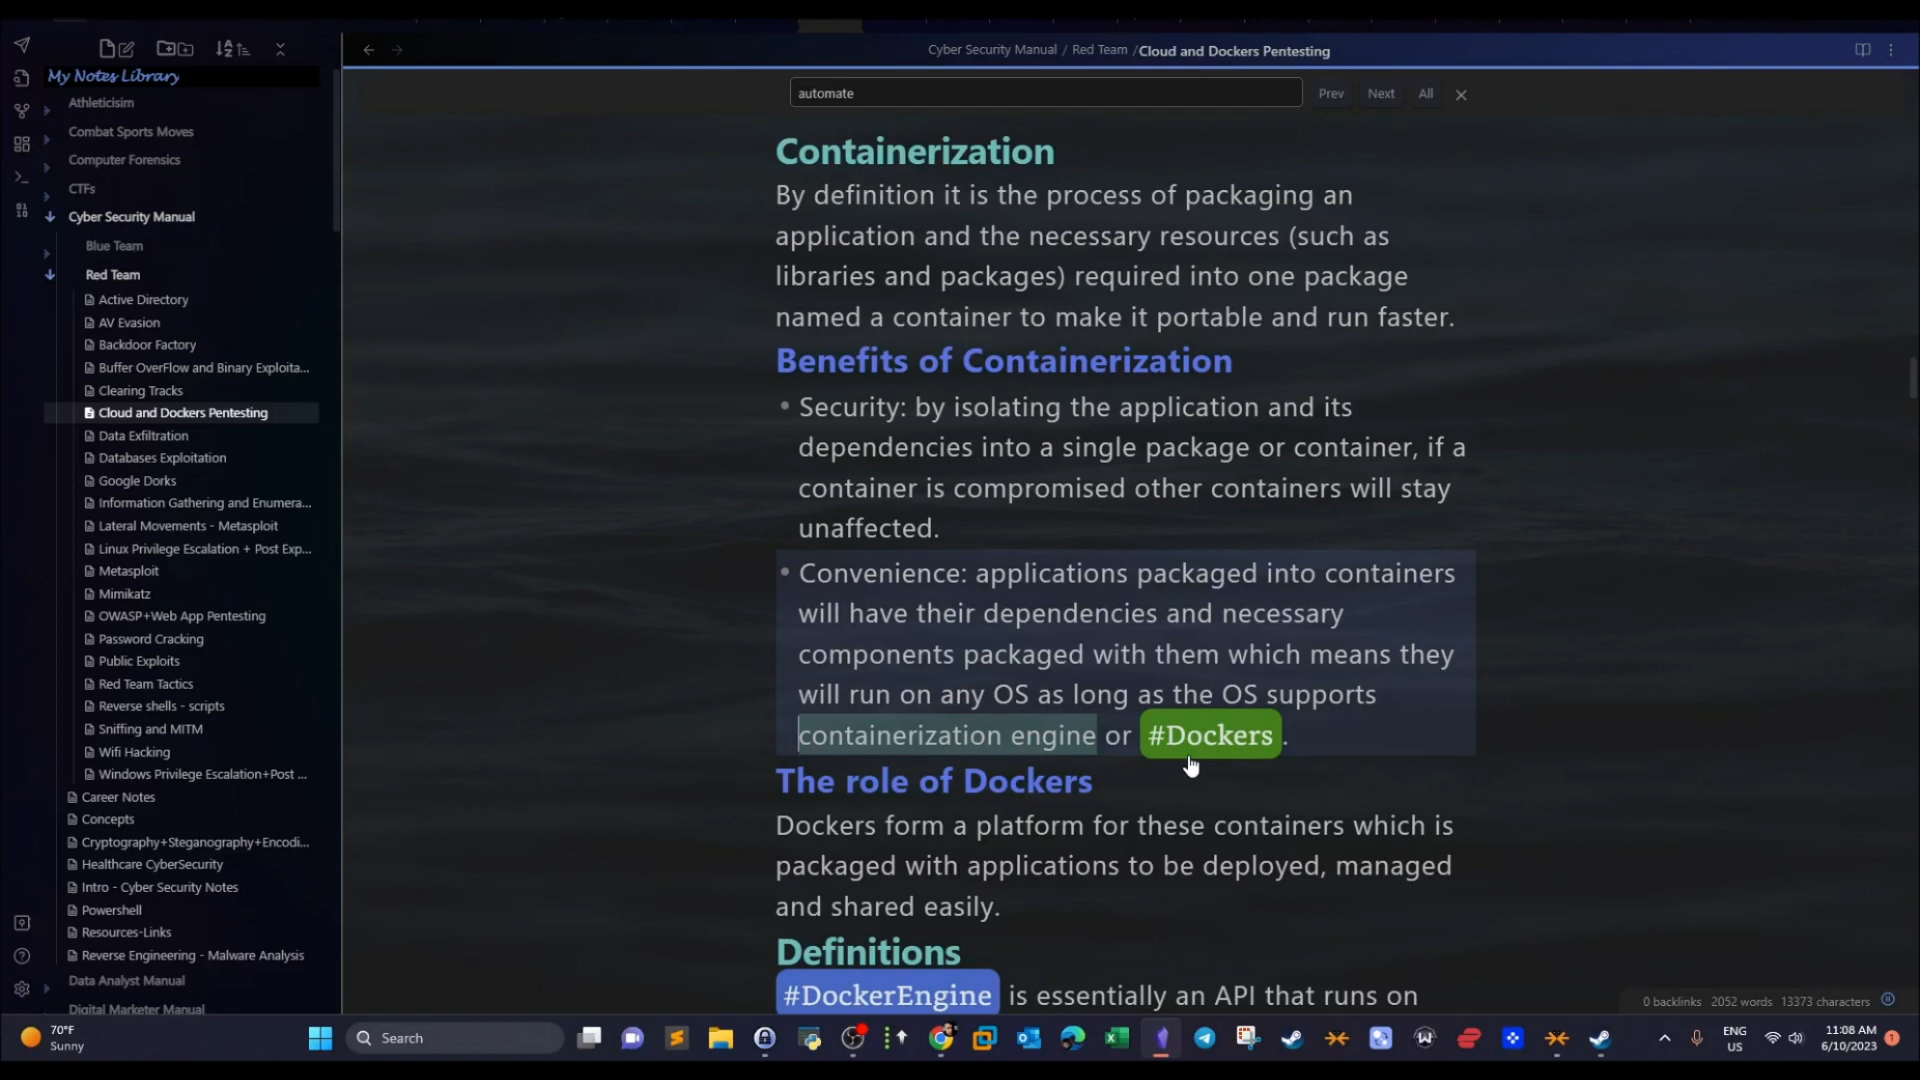 Cyber Security Manual / Red Team / Cloud and Dockers Pentesting
My Notes Library
Athleticisim
Combat Sports Moves
Computer Forensics
CTFs
Cyber Security Manual
Blue Team
Red Team
Active Directory
AV Evasion
Backdoor Factory
Buffer OverFlow and Binary Exploita...
Clearing Tracks
Cloud and Dockers Pentesting
Data Exfiltration
Databases Exploitation
Google Dorks
Information Gathering and Enumera...
Lateral Movements - Metasploit
Linux Privilege Escalation + Post Exp...
Metasploit
Mimikatz
OWASP+Web App Pentesting
Password Cracking
Public Exploits
Red Team Tactics
Reverse shells - scripts
Sniffing and MITM
Wifi Hacking
Windows Privilege Escalation+Post ...
Career Notes
Concepts
Cryptography+Steganography+Encodi...
Healthcare CyberSecurity
Intro - Cyber Security Notes
Powershell
Resources-Links
Reverse Engineering - Malware Analysis
Data Analyst Manual
Digital Marketer Manual
automate Prev Next All
Containerization
By definition it is the process of packaging an
application and the necessary resources (such as
libraries and packages) required into one package
named a container to make it portable and run faster.
Benefits of Containerization
• Security: by isolating the application and its
dependencies into a single package or container, if a
container is compromised other containers will stay
unaffected.
• Convenience: applications packaged into containers
will have their dependencies and necessary
components packaged with them which means they
will run on any OS as long as the OS supports
containerization engine or #Dockers .
The role of Dockers
Dockers form a platform for these containers which is
packaged with applications to be deployed, managed
and shared easily.
Definitions
#DockerEngine is essentially an API that runs on
0 backlinks 2052 words 13373 characters
70°F
Sunny
Search
ENG
US
11:08 AM
6/10/2023
1